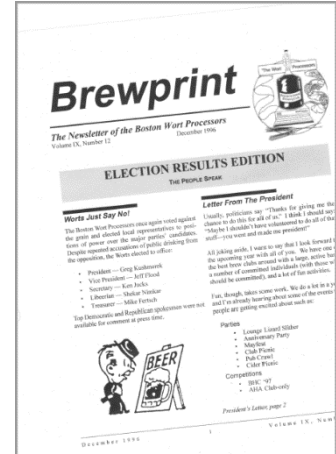 Brewprint
The Wort Processors
The Newsletter of the Boston Wort Processors
Volume IX, Number 12
December 1996
ELECTION RESULTS EDITION
THE PEOPLE SPEAK
Worts Just Say No!
The Boston Wort Processors once again voted against
the grain and elected local representatives to posi-
tions of power over the major parties' candidates.
Despite repeated accusations of public drinking from
the opposition, the Worts elected to office:
• President — Greg
• Vice President — Jeff
• Secretary — Ken Jacks
• Libeerian — Shekar Nimkar
• Treasurer — Mike Fertsch
Top Democratic and Republican spokesmen were not
available for comment at press time.
BEER
Letter From The President
Usually, politicians say "Thanks for giving me the
chance to do this for all of us." I think I should say
"Maybe I shouldn't have volunteered to do all of the
stuff—you went and made me president!"
All joking aside, I want to say that I look forward
the upcoming year with all of you. We have one
the best brew clubs around with a large, active
a number of committed individuals (with those
should be committed), and a lot of fun activities.
Fun, though, takes some work. We do a lot in a
and I'm already hearing about some of the events
people are getting excited about such as:
Parties
• Lounge Lizard Slither
• Anniversary Party
• Mayfest
• Club Picnic
• Pub Crawl
• Cider Picnic
Competitions
• BHC '97
• AHA Club-only
President's Letter, page 2
December 1996
1
Volume IX,